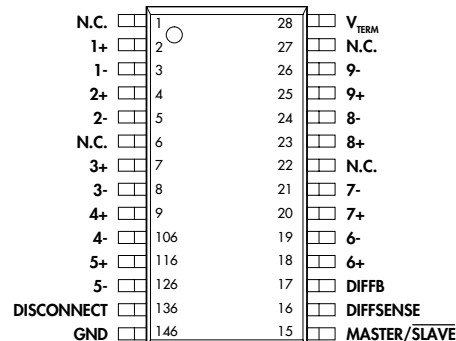 N.C. 1 28 V_TERM
1+ 2 27 N.C.
1- 3 26 9-
2+ 4 25 9+
2- 5 24 8-
N.C. 6 23 8+
3+ 7 22 N.C.
3- 8 21 7-
4+ 9 20 7+
4- 106 19 6-
5+ 116 18 6+
5- 126 17 DIFFB
DISCONNECT 136 16 DIFFSENSE
GND 146 15 MASTER/SLAVE